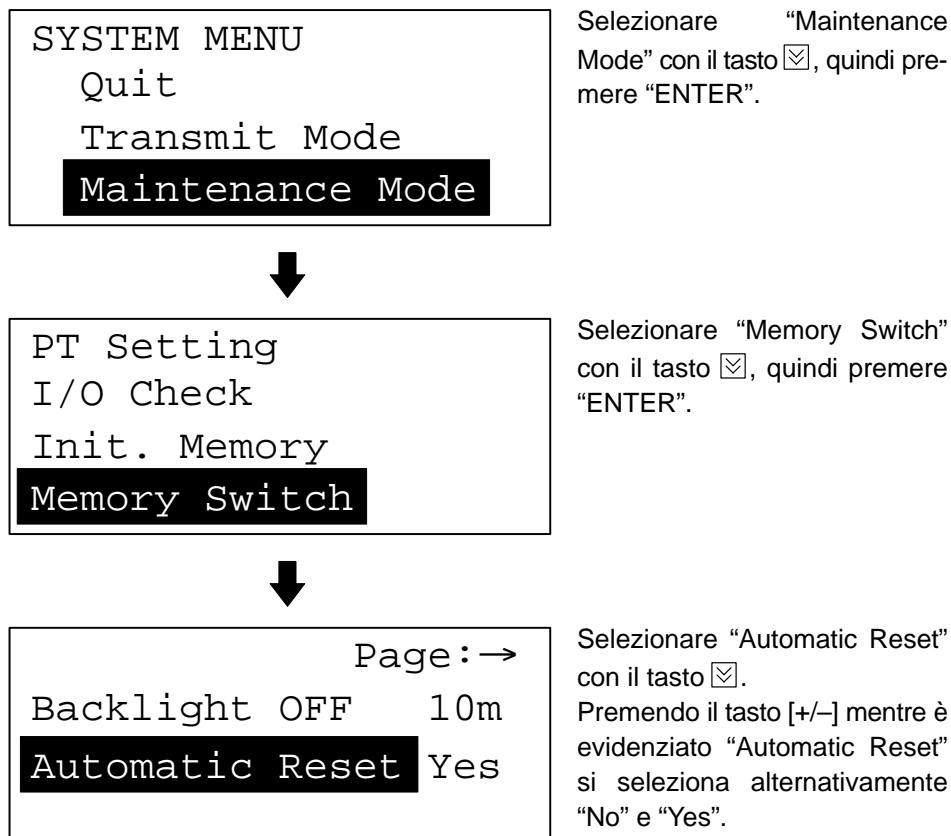 SYSTEM MENU
Quit
Transmit Mode
Maintenance Mode
Selezionare "Maintenance
Mode" con il tasto , quindi pre-
mere "ENTER".
PT Setting
I/O Check
Init. Memory
Memory Switch
Selezionare "Memory Switch"
con il tasto , quindi premere
"ENTER".
Page:→
Backlight OFF 10m
Automatic Reset Yes
Selezionare "Automatic Reset"
con il tasto .
Premendo il tasto [+/–] mentre è
evidenziato "Automatic Reset"
si seleziona alternativamente
"No" e "Yes".